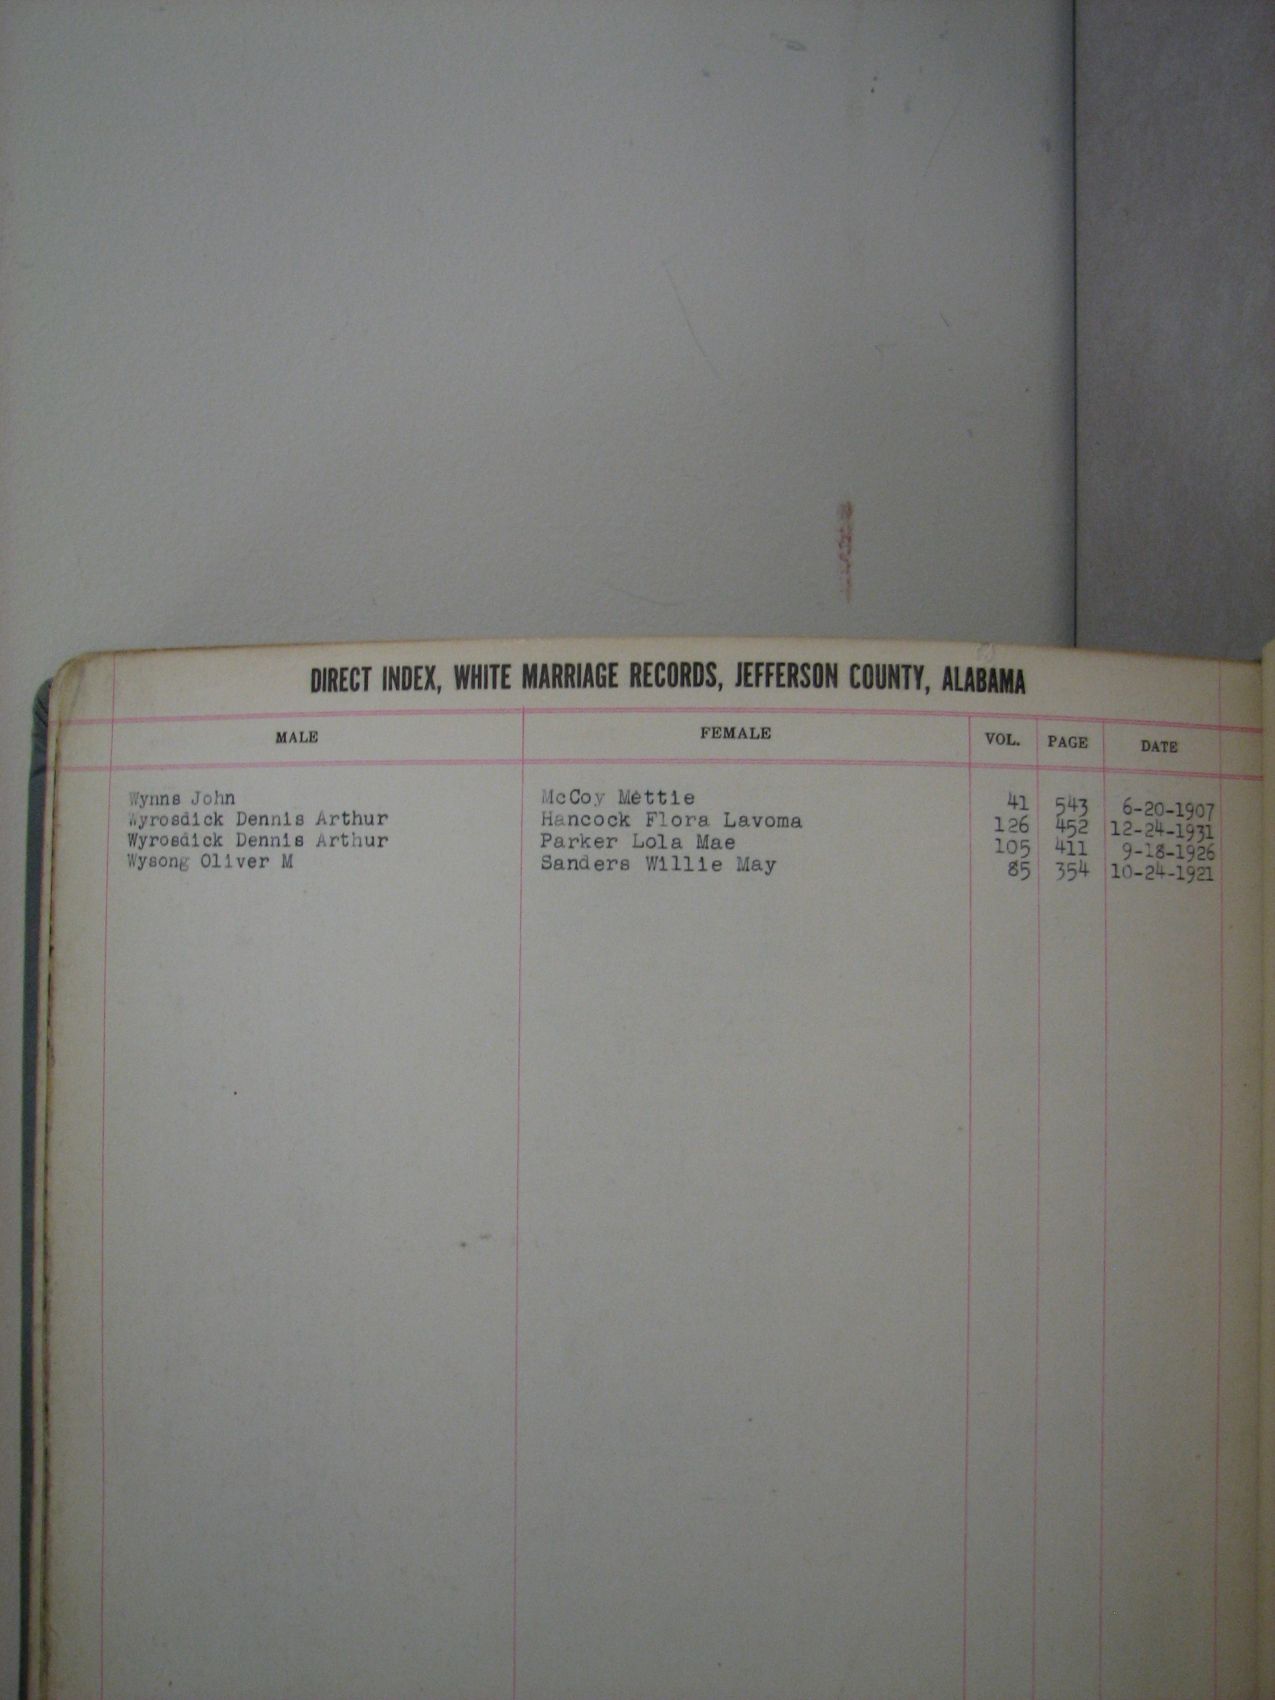 DIRECT INDEX, WHITE MARRIAGE RECORDS, JEFFERSON COUNTY, ALABAMA
MALE FEMALE VOL. PAGE DATE
Wynns John McCoy Mettie 41 543 6-20-1907
Wyrosdick Dennis Arthur Hancock Flora Lavoma 126 452 12-24-1931
Wyrosdick Dennis Arthur Parker Lola Mae 105 411 9-18-1926
Wysong Oliver M Sanders Willie May 85 354 10-24-1921